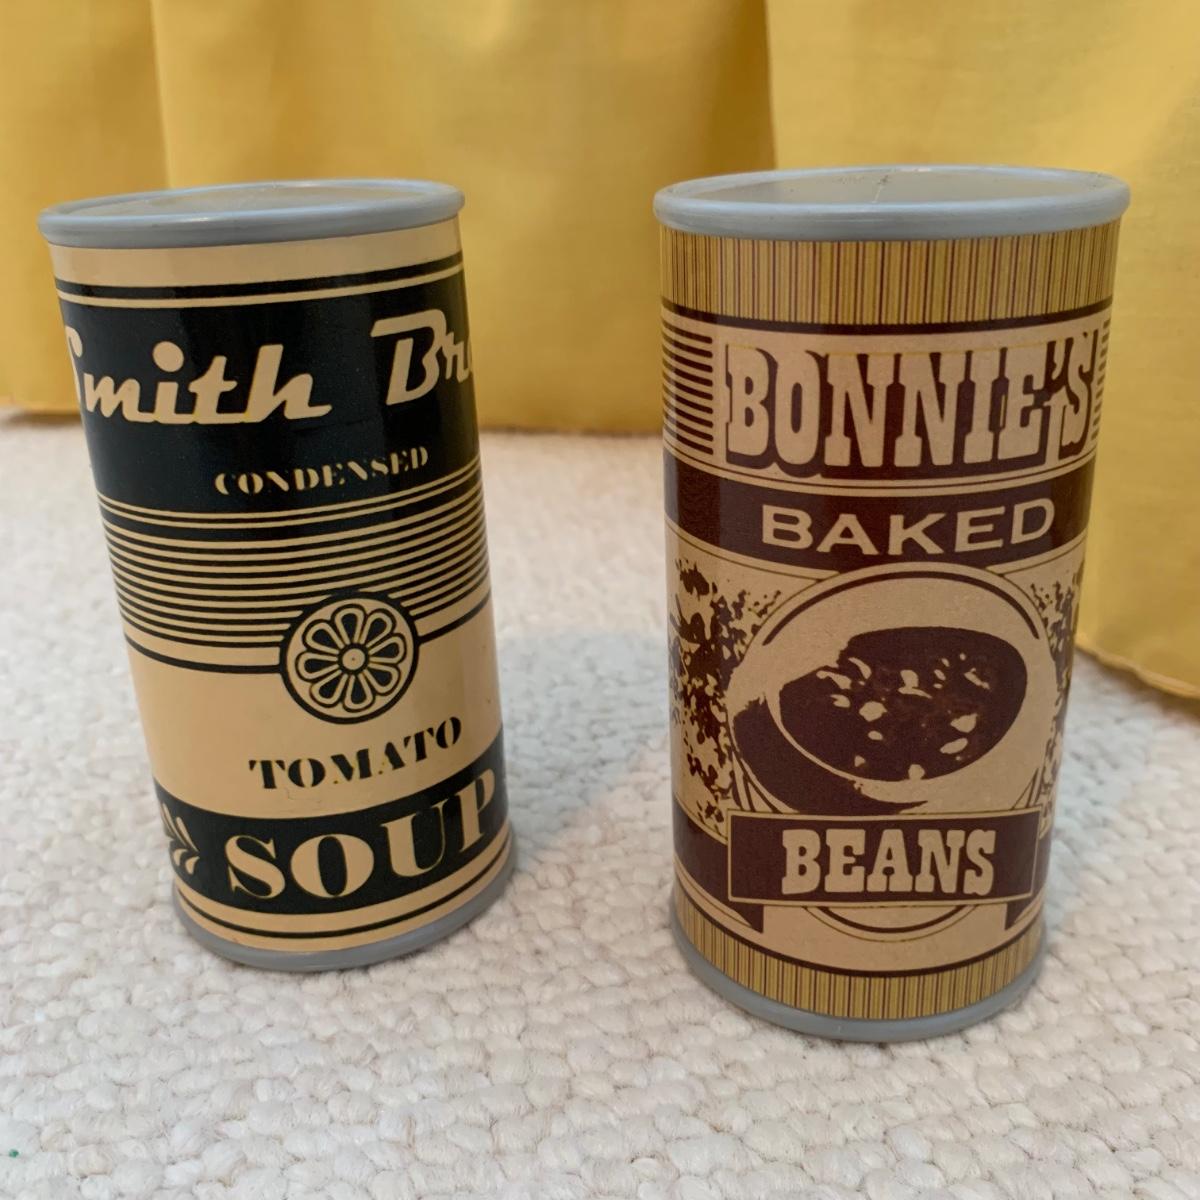 Smith Br
CONDENSED
TOMATO
SOUP
BONNIE'S
BAKED
BEANS